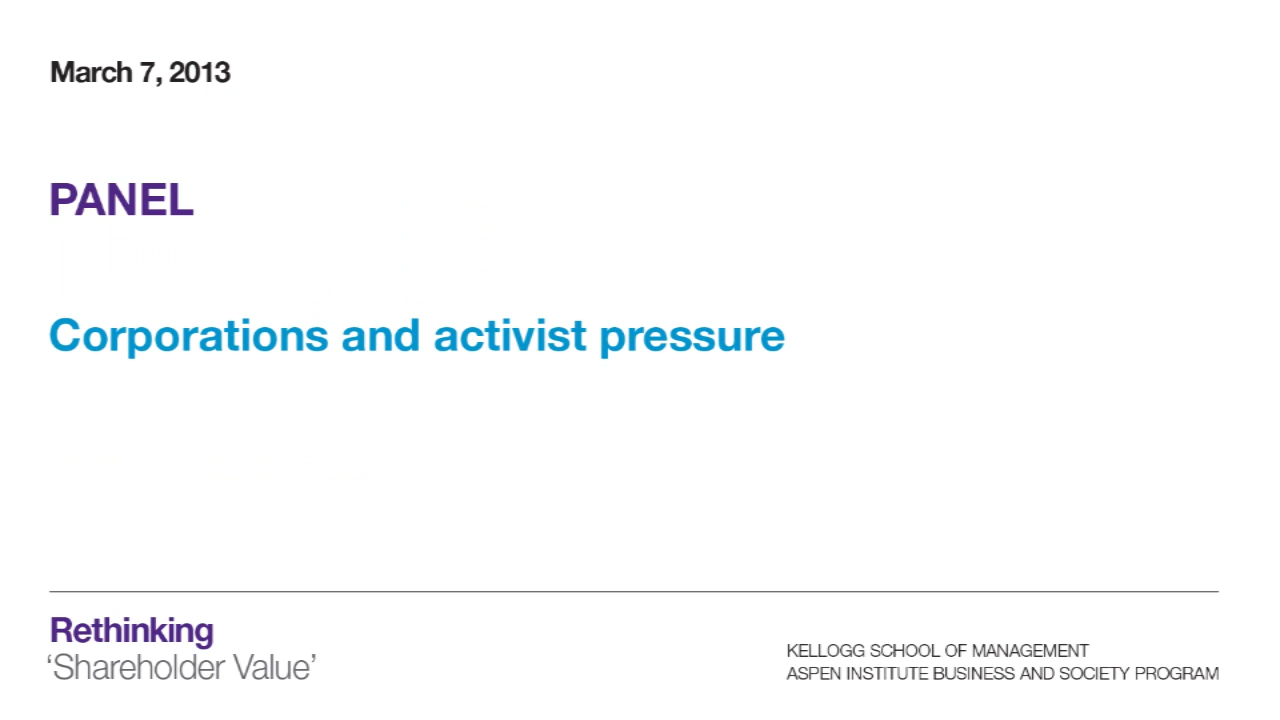 March 7, 2013
PANEL
Corporations and activist pressure
Rethinking
‘Shareholder Value’
KELLOGG SCHOOL OF MANAGEMENT
ASPEN INSTITUTE BUSINESS AND SOCIETY PROGRAM